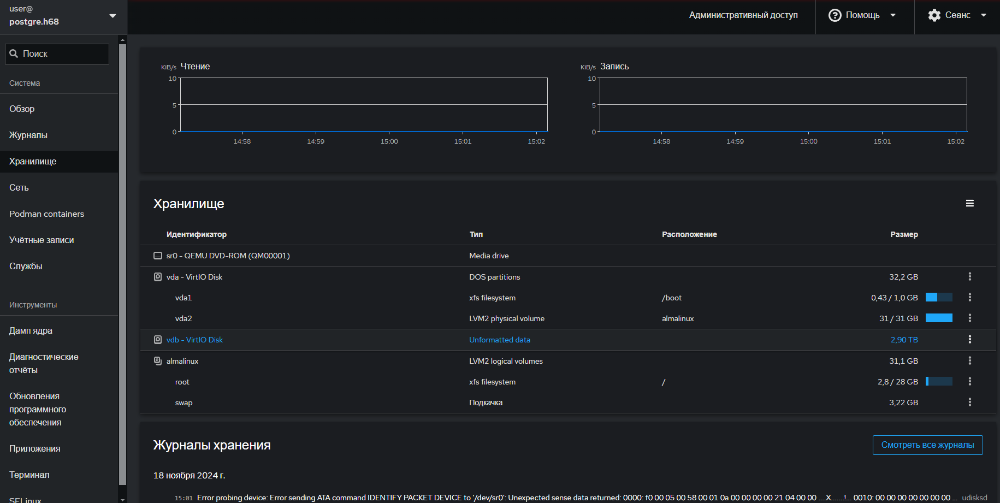 user@
postgre.h68
Административный доступ
Помощь
Сеанс
Поиск
Система
Обзор
Журналы
Хранилище
Сеть
Podman containers
Учётные записи
Службы
Инструменты
Дамп ядра
Диагностические
отчёты
Обновления
программного
обеспечения
Приложения
Терминал
SELinux
KiB/s Чтение
10
5
0
14:58 14:59 15:00 15:01 15:02
KiB/s Запись
10
5
0
14:58 14:59 15:00 15:01 15:02
Хранилище
Идентификатор Тип Расположение Размер
sr0 - QEMU DVD-ROM (QM00001) Media drive
vda - VirtIO Disk DOS partitions 32,2 GB
vda1 xfs filesystem /boot 0,43 / 1,0 GB
vda2 LVM2 physical volume almalinux 31 / 31 GB
vdb - VirtIO Disk Unformatted data 2,90 TB
almalinux LVM2 logical volumes 31,1 GB
root xfs filesystem / 2,8 / 28 GB
swap Подкачка 3,22 GB
Журналы хранения
Смотреть все журналы
18 ноября 2024 г.
15:01 Error probing device: Error sending ATA command IDENTIFY PACKET DEVICE to '/dev/sr0': Unexpected sense data returned: 0000: f0 00 05 00 58 00 01 0a 00 00 00 00 21 04 00 00 ....X.......!... 0010: 00 00 00 00 00 00 00 ... udisksd